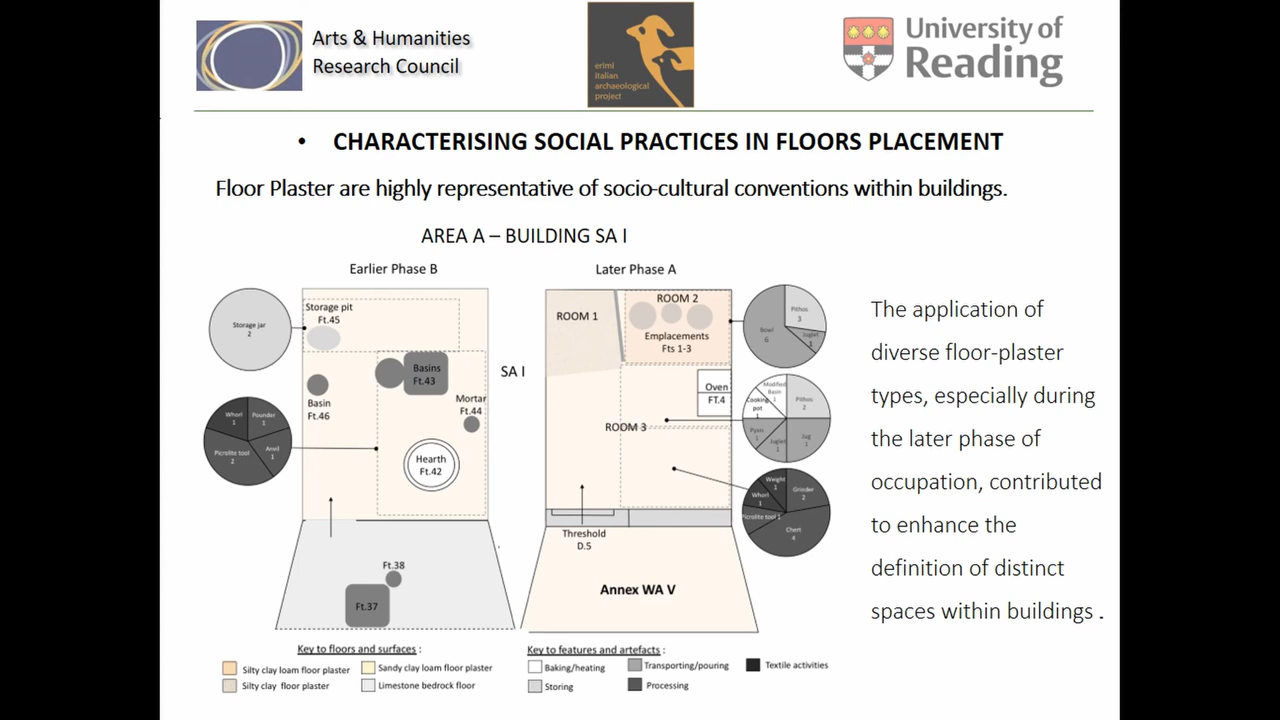 Arts & Humanities
Research Council
erimi
italian
archaeological
project
University of
Reading
• CHARACTERISING SOCIAL PRACTICES IN FLOORS PLACEMENT
Floor Plaster are highly representative of socio-cultural conventions within buildings.
AREA A – BUILDING SA I
Earlier Phase B
Later Phase A
Storage jar
2
Storage pit
Ft.45
Basins
Ft.43
Basin
Ft.46
Mortar
Ft.44
Whorl
1
Pounder
1
Anvil
1
Picrolite tool
2
Hearth
Ft.42
Ft.38
Ft.37
SA I
ROOM 1
ROOM 2
Emplacements
Fts 1-3
Oven
FT.4
ROOM 3
Threshold
D.5
Annex WA V
Pithos
3
Bowl
6
Juglet
1
Modified
Basin
1
Cooking
pot
1
Pithos
2
Pyxis
1
Juglet
1
Jug
1
Weight
1
Whorl
1
Grinder
2
Picrolite tool 1
Chert
4
The application of
diverse floor-plaster
types, especially during
the later phase of
occupation, contributed
to enhance the
definition of distinct
spaces within buildings .
Key to floors and surfaces :
Silty clay loam floor plaster
Sandy clay loam floor plaster
Silty clay floor plaster
Limestone bedrock floor
Key to features and artefacts :
Baking/heating
Transporting/pouring
Textile activities
Storing
Processing